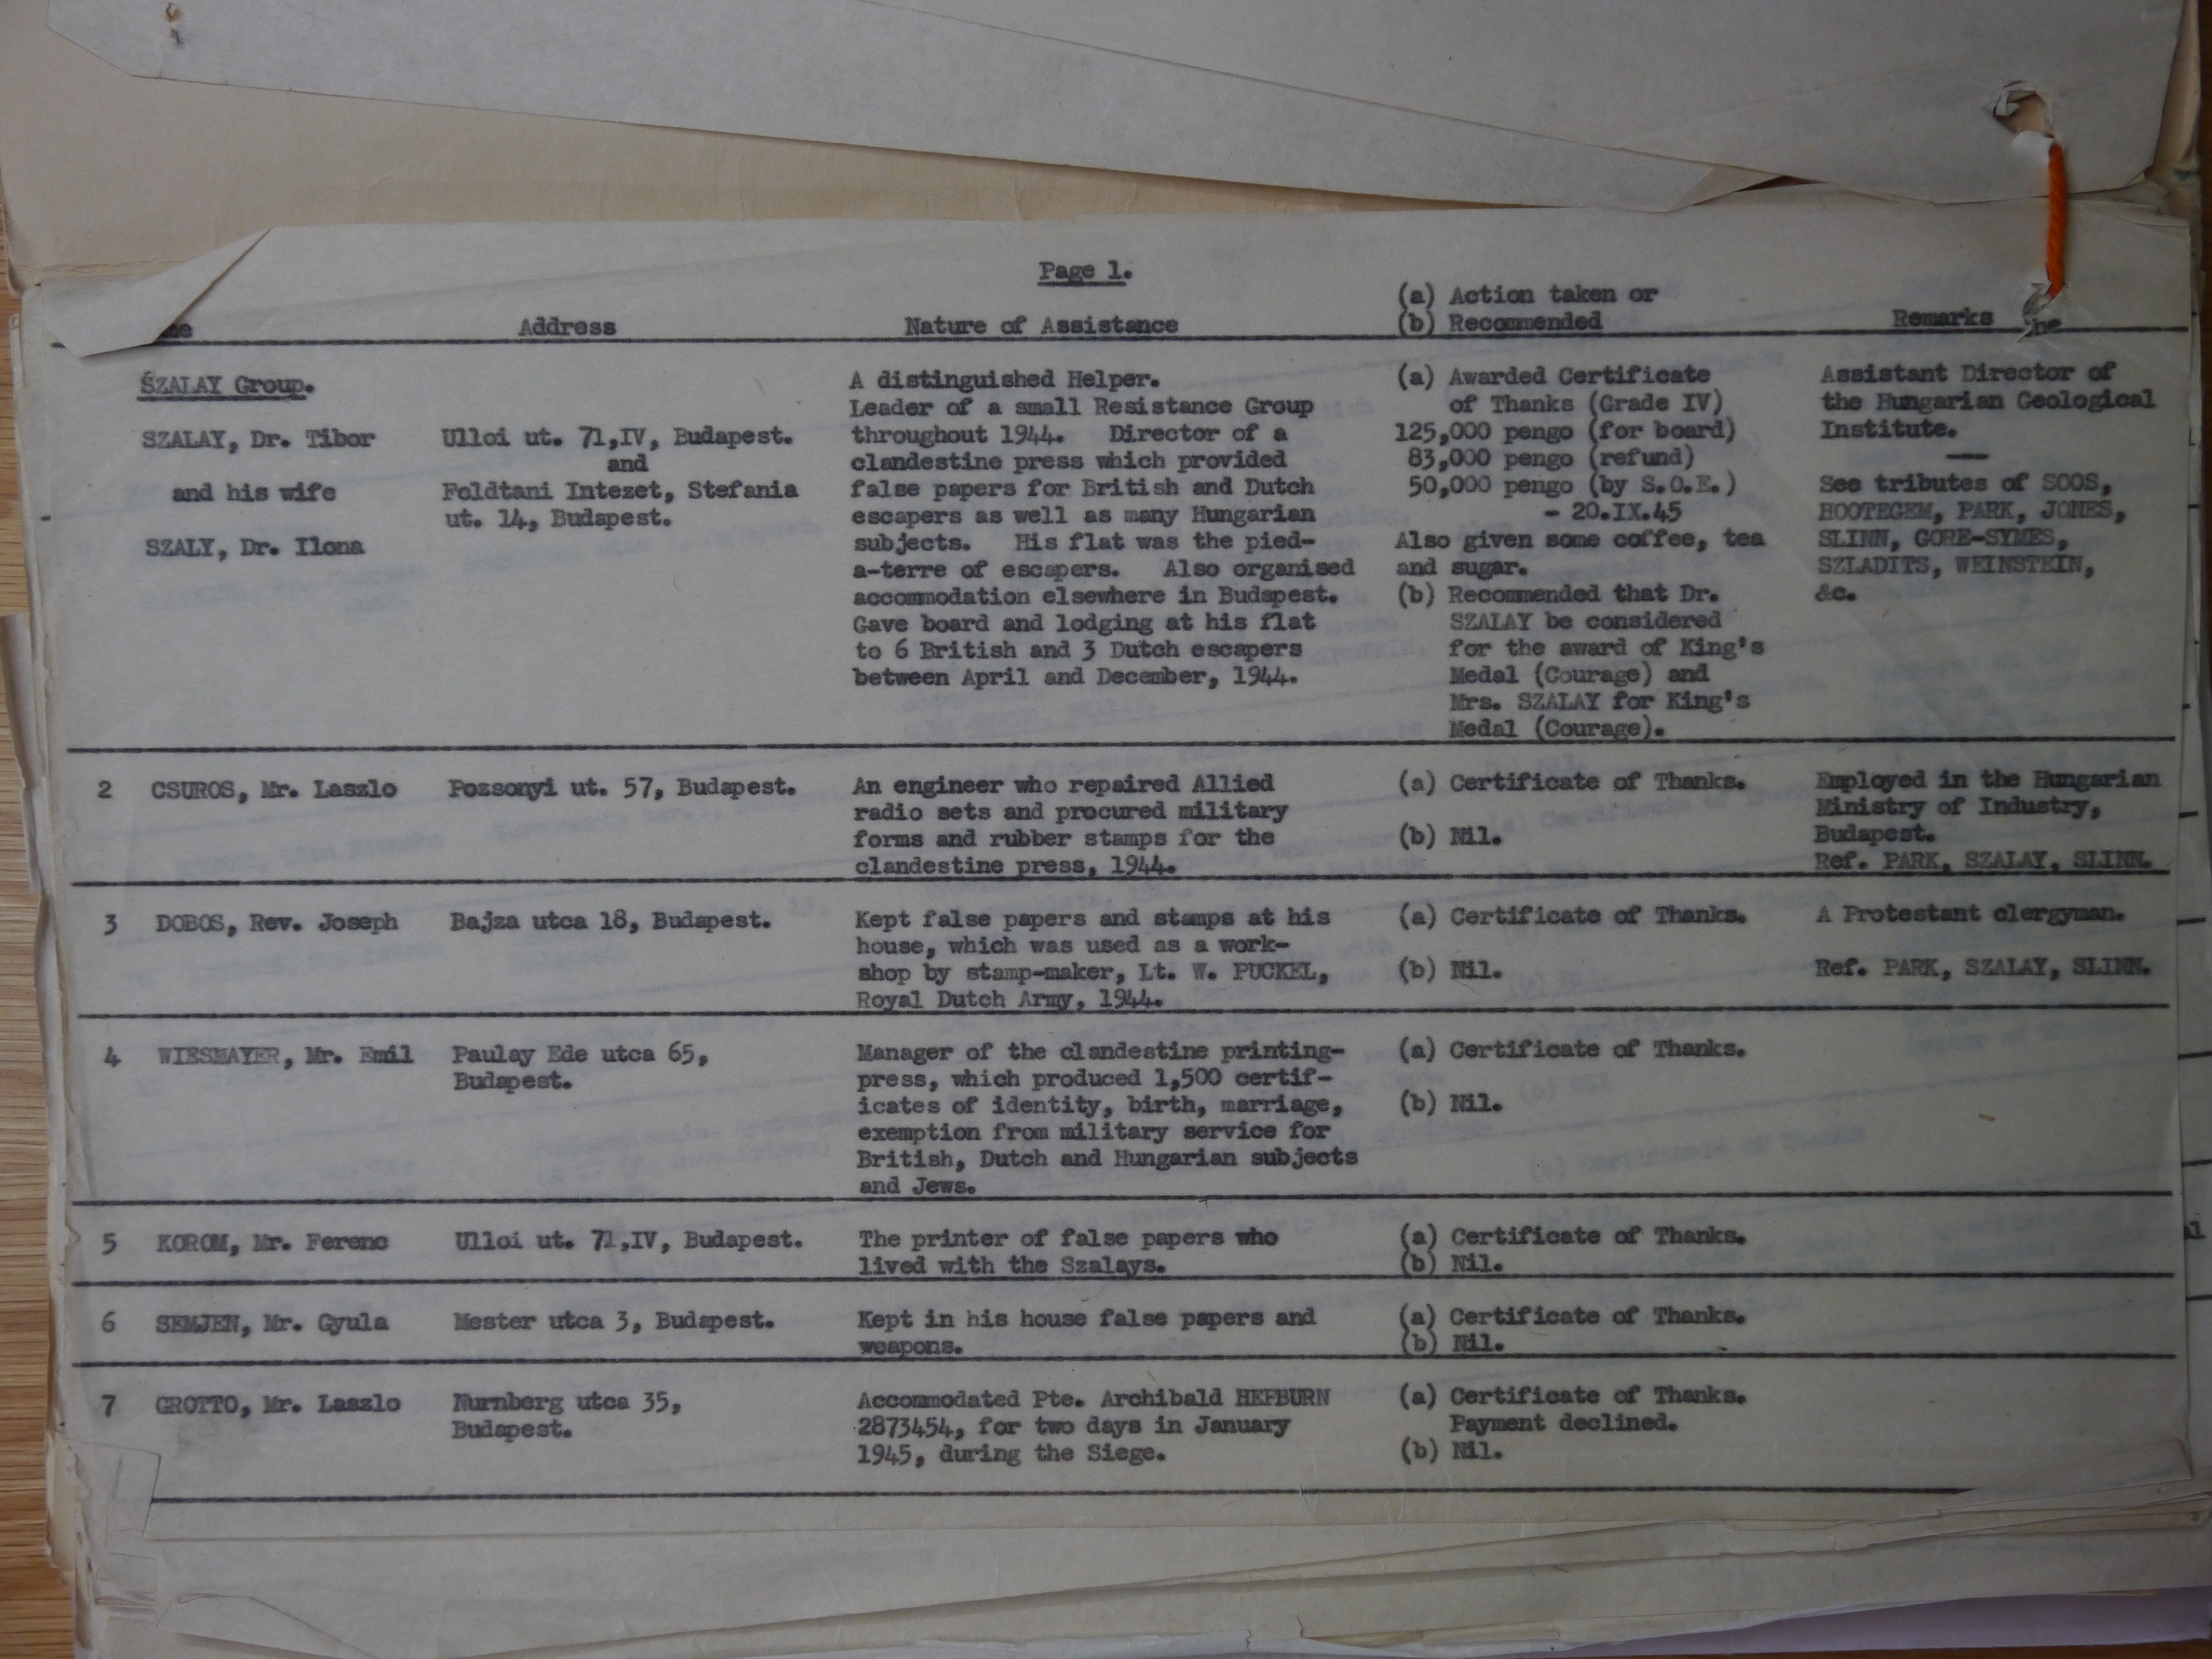 Page 1.
Address Nature of Assistance (a) Action taken or (b) Recommended Remarks
SZALAY Group.
SZALAY, Dr. Tibor
and his wife
SZALY, Dr. Ilona
Ulloi ut. 71,IV, Budapest.
and
Foldtani Intezet, Stefania
ut. 14, Budapest.
A distinguished Helper.
Leader of a small Resistance Group
throughout 1944. Director of a
clandestine press which provided
false papers for British and Dutch
escapers as well as many Hungarian
subjects. His flat was the pied-
a-terre of escapers. Also organised
accommodation elsewhere in Budapest.
Gave board and lodging at his flat
to 6 British and 3 Dutch escapers
between April and December, 1944.
(a) Awarded Certificate
of Thanks (Grade IV)
125,000 pengo (for board)
83,000 pengo (refund)
50,000 pengo (by S.O.E.)
- 20.IX.45
Also given some coffee, tea
and sugar.
(b) Recommended that Dr.
SZALAY be considered
for the award of King's
Medal (Courage) and
Mrs. SZALAY for King's
Medal (Courage).
Assistant Director of
the Hungarian Geological
Institute.
See tributes of SOOS,
HOOTEGEM, PARK, JONES,
SLINN, GORE-SYMES,
SZLADITS, WEINSTEIN,
&c.
2 CSUROS, Mr. Laszlo
Pozsonyi ut. 57, Budapest.
An engineer who repaired Allied
radio sets and procured military
forms and rubber stamps for the
clandestine press, 1944.
(a) Certificate of Thanks.
(b) Nil.
Employed in the Hungarian
Ministry of Industry,
Budapest.
Ref. PARK, SZALAY, SLINN.
3 DOBOS, Rev. Joseph
Bajza utca 18, Budapest.
Kept false papers and stamps at his
house, which was used as a work-
shop by stamp-maker, Lt. W. PUCKEL,
Royal Dutch Army, 1944.
(a) Certificate of Thanks.
(b) Nil.
A Protestant clergyman.
Ref. PARK, SZALAY, SLINN.
4 WIESMAYER, Mr. Emil
Paulay Ede utca 65,
Budapest.
Manager of the clandestine printing-
press, which produced 1,500 certif-
icates of identity, birth, marriage,
exemption from military service for
British, Dutch and Hungarian subjects
and Jews.
(a) Certificate of Thanks.
(b) Nil.
5 KOROM, Mr. Ferenc
Ulloi ut. 71,IV, Budapest.
The printer of false papers who
lived with the Szalays.
(a) Certificate of Thanks.
(b) Nil.
6 SEMJEN, Mr. Gyula
Mester utca 3, Budapest.
Kept in his house false papers and
weapons.
(a) Certificate of Thanks.
(b) Nil.
7 GROTTO, Mr. Laszlo
Nurnberg utca 35,
Budapest.
Accommodated Pte. Archibald HEPBURN
2873454, for two days in January
1945, during the Siege.
(a) Certificate of Thanks.
Payment declined.
(b) Nil.